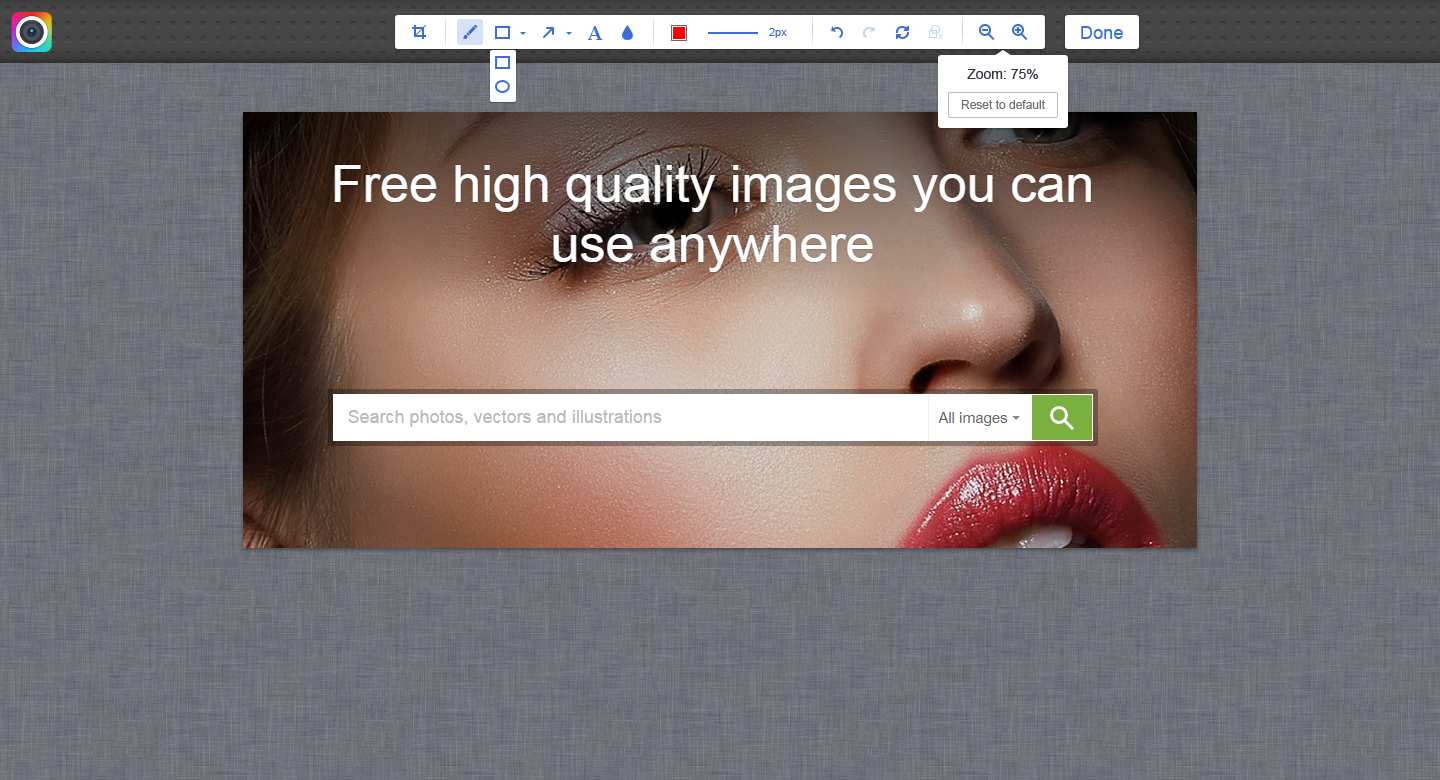 A
2px
Done
Zoom: 75%
Reset to default
Free high quality images you can
use anywhere
Search photos, vectors and illustrations
All images